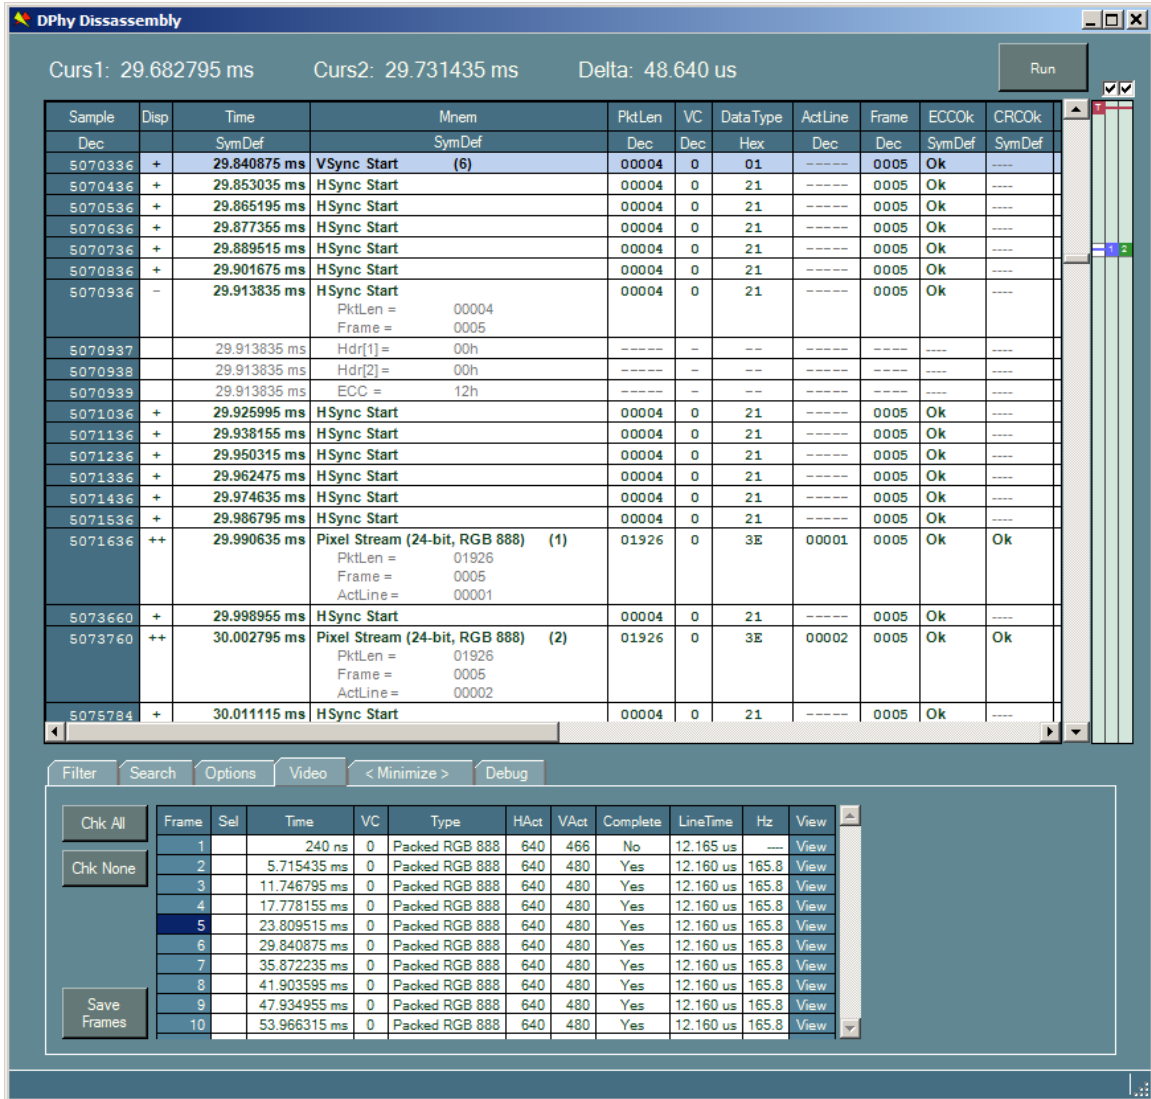 DPhy Dissassembly
Curs1: 29.682795 ms Curs2: 29.731435 ms Delta: 48.640 us
Run
Sample Disp Time Mnem PktLen VC DataType ActLine Frame ECCOk CRCOk
T
Dec SymDef SymDef Dec Dec Hex Dec Dec SymDef SymDef
5070336 + 29.840875 ms VSync Start (6) 00004 0 01 ----- 0005 Ok ----
5070436 + 29.853035 ms HSync Start 00004 0 21 ----- 0005 Ok ----
5070536 + 29.865195 ms HSync Start 00004 0 21 ----- 0005 Ok ----
5070636 + 29.877355 ms HSync Start 00004 0 21 ----- 0005 Ok ----
5070736 + 29.889515 ms HSync Start 00004 0 21 ----- 0005 Ok ----
1 2
5070836 + 29.901675 ms HSync Start 00004 0 21 ----- 0005 Ok ----
5070936 - 29.913835 ms HSync Start 00004 0 21 ----- 0005 Ok ----
PktLen = 00004
Frame = 0005
5070937 29.913835 ms Hdr[1] = 00h ----- - -- ----- ---- ---- ----
5070938 29.913835 ms Hdr[2] = 00h ----- - -- ----- ---- ---- ----
5070939 29.913835 ms ECC = 12h ----- - -- ----- ---- ---- ----
5071036 + 29.925995 ms HSync Start 00004 0 21 ----- 0005 Ok ----
5071136 + 29.938155 ms HSync Start 00004 0 21 ----- 0005 Ok ----
5071236 + 29.950315 ms HSync Start 00004 0 21 ----- 0005 Ok ----
5071336 + 29.962475 ms HSync Start 00004 0 21 ----- 0005 Ok ----
5071436 + 29.974635 ms HSync Start 00004 0 21 ----- 0005 Ok ----
5071536 + 29.986795 ms HSync Start 00004 0 21 ----- 0005 Ok ----
5071636 ++ 29.990635 ms Pixel Stream (24-bit, RGB 888) (1) 01926 0 3E 00001 0005 Ok Ok
PktLen = 01926
Frame = 0005
ActLine = 00001
5073660 + 29.998955 ms HSync Start 00004 0 21 ----- 0005 Ok ----
5073760 ++ 30.002795 ms Pixel Stream (24-bit, RGB 888) (2) 01926 0 3E 00002 0005 Ok Ok
PktLen = 01926
Frame = 0005
ActLine = 00002
5075784 + 30.011115 ms HSync Start 00004 0 21 ----- 0005 Ok ----
Filter Search Options Video < Minimize > Debug
Chk All
Chk None
Save
Frames
Frame Sel Time VC Type HAct VAct Complete LineTime Hz View
1 240 ns 0 Packed RGB 888 640 466 No 12.165 us ---- View
2 5.715435 ms 0 Packed RGB 888 640 480 Yes 12.160 us 165.8 View
3 11.746795 ms 0 Packed RGB 888 640 480 Yes 12.160 us 165.8 View
4 17.778155 ms 0 Packed RGB 888 640 480 Yes 12.160 us 165.8 View
5 23.809515 ms 0 Packed RGB 888 640 480 Yes 12.160 us 165.8 View
6 29.840875 ms 0 Packed RGB 888 640 480 Yes 12.160 us 165.8 View
7 35.872235 ms 0 Packed RGB 888 640 480 Yes 12.160 us 165.8 View
8 41.903595 ms 0 Packed RGB 888 640 480 Yes 12.160 us 165.8 View
9 47.934955 ms 0 Packed RGB 888 640 480 Yes 12.160 us 165.8 View
10 53.966315 ms 0 Packed RGB 888 640 480 Yes 12.160 us 165.8 View